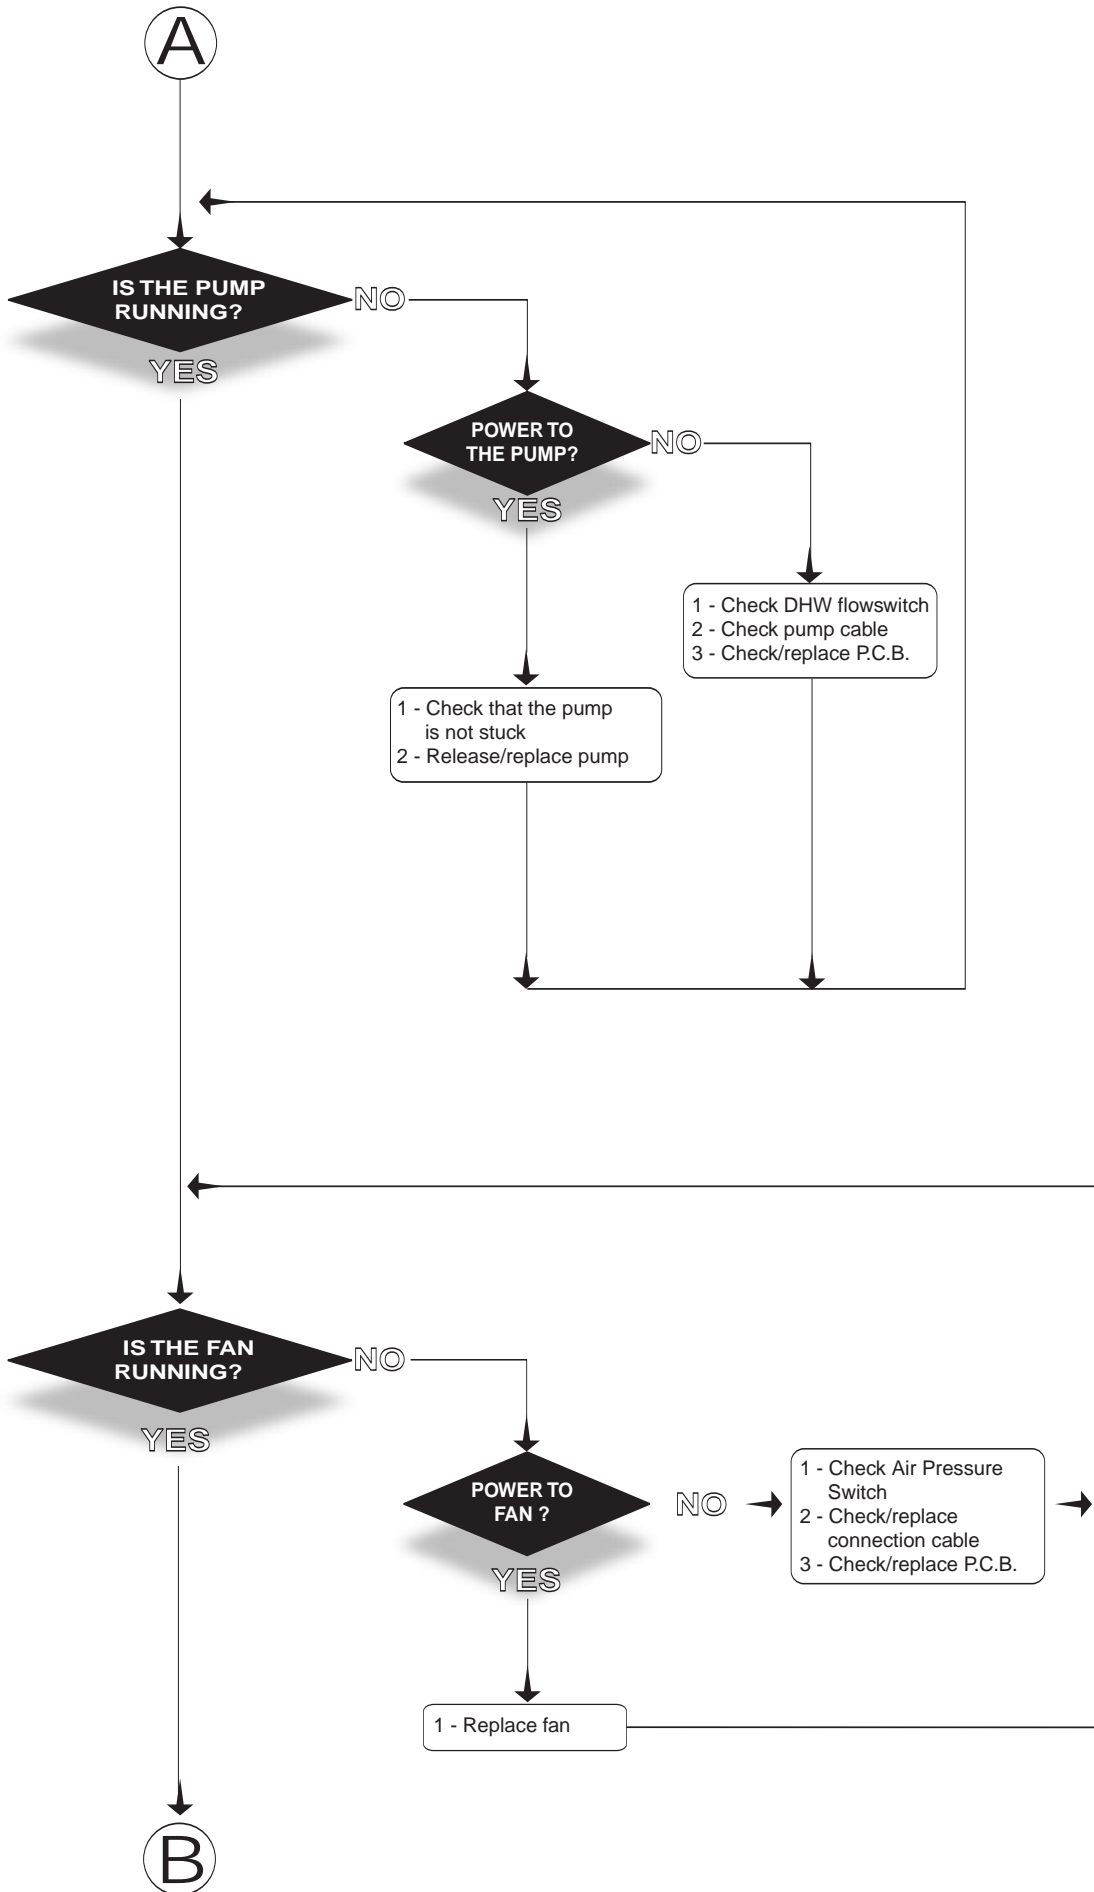 A
IS THE PUMP
RUNNING?
NO
YES
POWER TO
THE PUMP?
NO
YES
1 - Check DHW flowswitch
2 - Check pump cable
3 - Check/replace P.C.B.
1 - Check that the pump
is not stuck
2 - Release/replace pump
IS THE FAN
RUNNING?
NO
YES
POWER TO
FAN ?
NO
YES
1 - Check Air Pressure
Switch
2 - Check/replace
connection cable
3 - Check/replace P.C.B.
1 - Replace fan
B